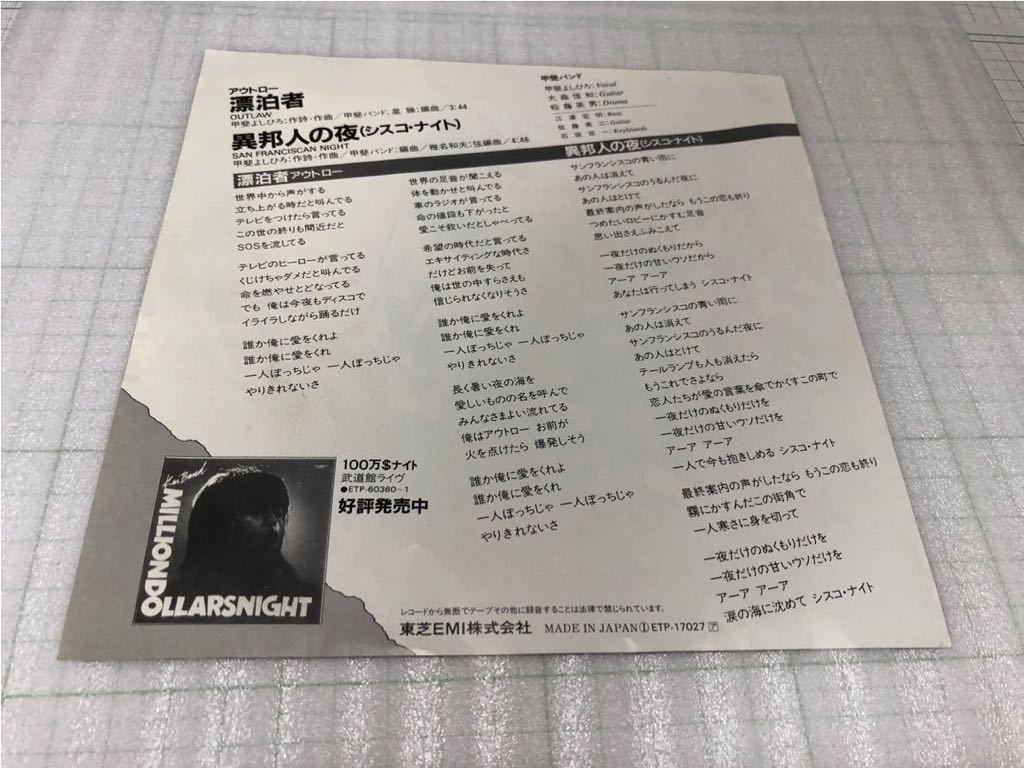 アウトロー
漂泊者
OUTLAW
甲斐よしひろ：作詩・作曲／甲斐バンド、星 勝：編曲／3:44
異邦人の夜(シスコ・ナイト)
SAN FRANCISCAN NIGHT
甲斐よしひろ：作詩・作曲／甲斐バンド：編曲／椎名和夫：弦編曲／4:48
甲斐バンド
甲斐よしひろ：Vocal
大森信和：Guitar
松藤英男：Drums
江澤宏明：Bass
佐藤英二：Guitar
Keyboards
漂泊者 アウトロー
世界中から声がする
立ち上がる時だと叫んでる
テレビをつけたら言ってる
この世の終りも間近だと
SOSを流してる
テレビのヒーローが言ってる
くじけちゃダメだと叫んでる
命を燃やせとどなってる
でも 俺は今夜もディスコで
イライラしながら踊るだけ
誰か俺に愛をくれよ
誰か俺に愛をくれ
一人ぼっちじゃ 一人ぼっちじゃ
やりきれないさ
世界の足音が聞こえる
体を動かせと叫んでる
車のラジオが言ってる
命の値段も下がったと
愛こそ救いだとしゃべってる
希望の時代だと言ってる
エキサイティングな時代さ
だけどお前を失って
俺は世の中すらさえも
信じられなくなりそうさ
誰か俺に愛をくれよ
誰か俺に愛をくれ
一人ぼっちじゃ 一人ぼっちじゃ
やりきれないさ
長く暑い夜の海を
愛しいものの名を呼んで
みんなさまよい流れてる
俺はアウトロー お前が
火を点けたら 爆発しそう
誰か俺に愛をくれよ
誰か俺に愛をくれ
一人ぼっちじゃ 一人ぼっちじゃ
やりきれないさ
異邦人の夜(シスコ・ナイト)
サンフランシスコの青い雨に
あの人は消えて
サンフランシスコのうるんだ夜に
あの人はとけて
最終案内の声がしたなら もうこの恋も終り
つめたいロビーにかすむ足音
思い出さえふみこえて
一夜だけのぬくもりだから
一夜だけの甘いウソだから
アーア アーア
あなたは行ってしまう シスコ・ナイト
サンフランシスコの青い雨に
あの人は消えて
サンフランシスコのうるんだ夜に
あの人はとけて
テールランプも人も消えたら
もうこれでさよなら
恋人たちが愛の言葉を傘でかくすこの町で
一夜だけのぬくもりだけを
一夜だけの甘いウソだけを
アーア アーア
一人で今も抱きしめる シスコ・ナイト
最終案内の声がしたなら もうこの恋も終り
霧にかすんだこの街角で
一人寒さに身を切って
一夜だけのぬくもりだけを
一夜だけの甘いウソだけを
アーア アーア
涙の海に沈めて シスコ・ナイト
Kai Band
MILLIONDOLLARSNIGHT
100万$ナイト
武道館ライヴ
●ETP-60360〜1
好評発売中
レコードから無断でテープその他に録音することは法律で禁じられています。
東芝EMI株式会社 MADE IN JAPAN① ETP-17027 ア